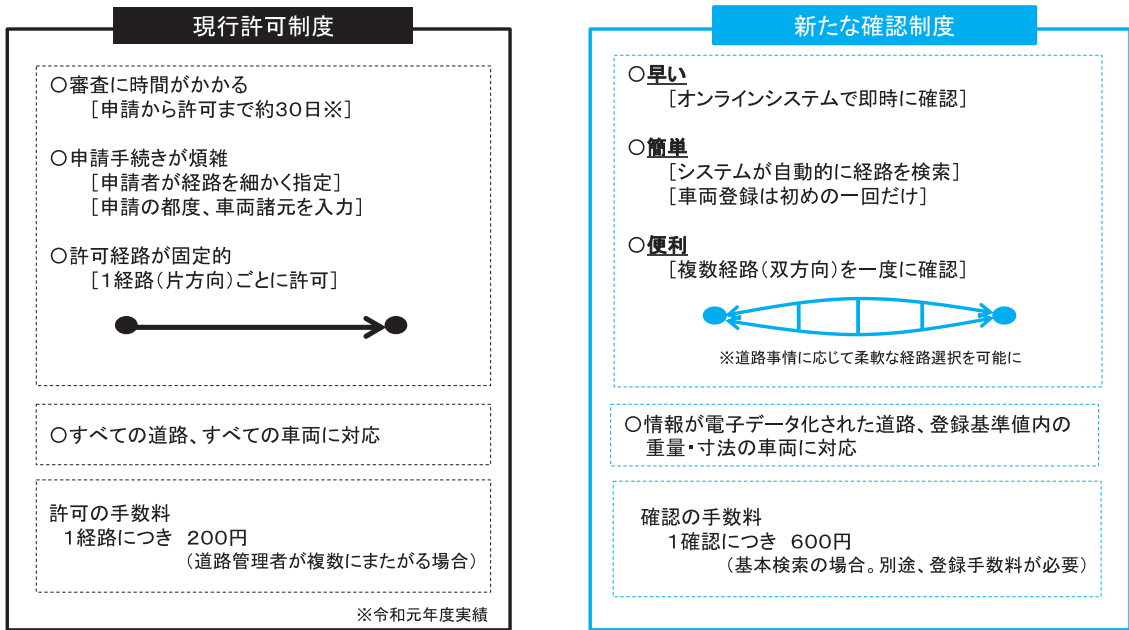 現行許可制度
○審査に時間がかかる
[申請から許可まで約30日※]
○申請手続きが煩雑
[申請者が経路を細かく指定]
[申請の都度、車両諸元を入力]
○許可経路が固定的
[1経路(片方向)ごとに許可]
○すべての道路、すべての車両に対応
許可の手数料
1経路につき 200円
(道路管理者が複数にまたがる場合)
※令和元年度実績
新たな確認制度
○早い
[オンラインシステムで即時に確認]
○簡単
[システムが自動的に経路を検索]
[車両登録は初めの一回だけ]
○便利
[複数経路(双方向)を一度に確認]
※道路事情に応じて柔軟な経路選択を可能に
○情報が電子データ化された道路、登録基準値内の
重量・寸法の車両に対応
確認の手数料
1確認につき 600円
(基本検索の場合。別途、登録手数料が必要)